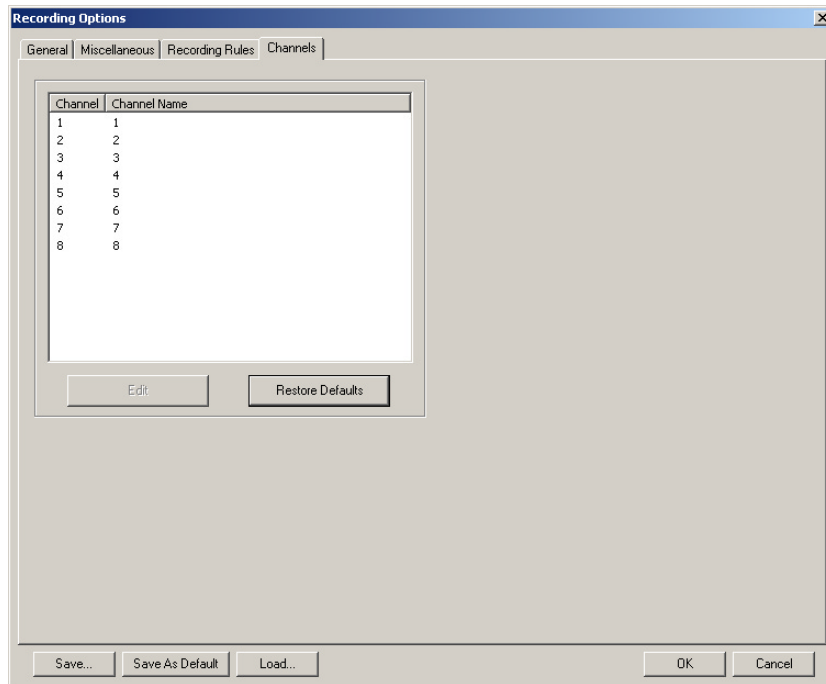 Recording Options
General Miscellaneous Recording Rules Channels
Channel Channel Name
1 1
2 2
3 3
4 4
5 5
6 6
7 7
8 8
Edit Restore Defaults
Save... Save As Default Load... OK Cancel